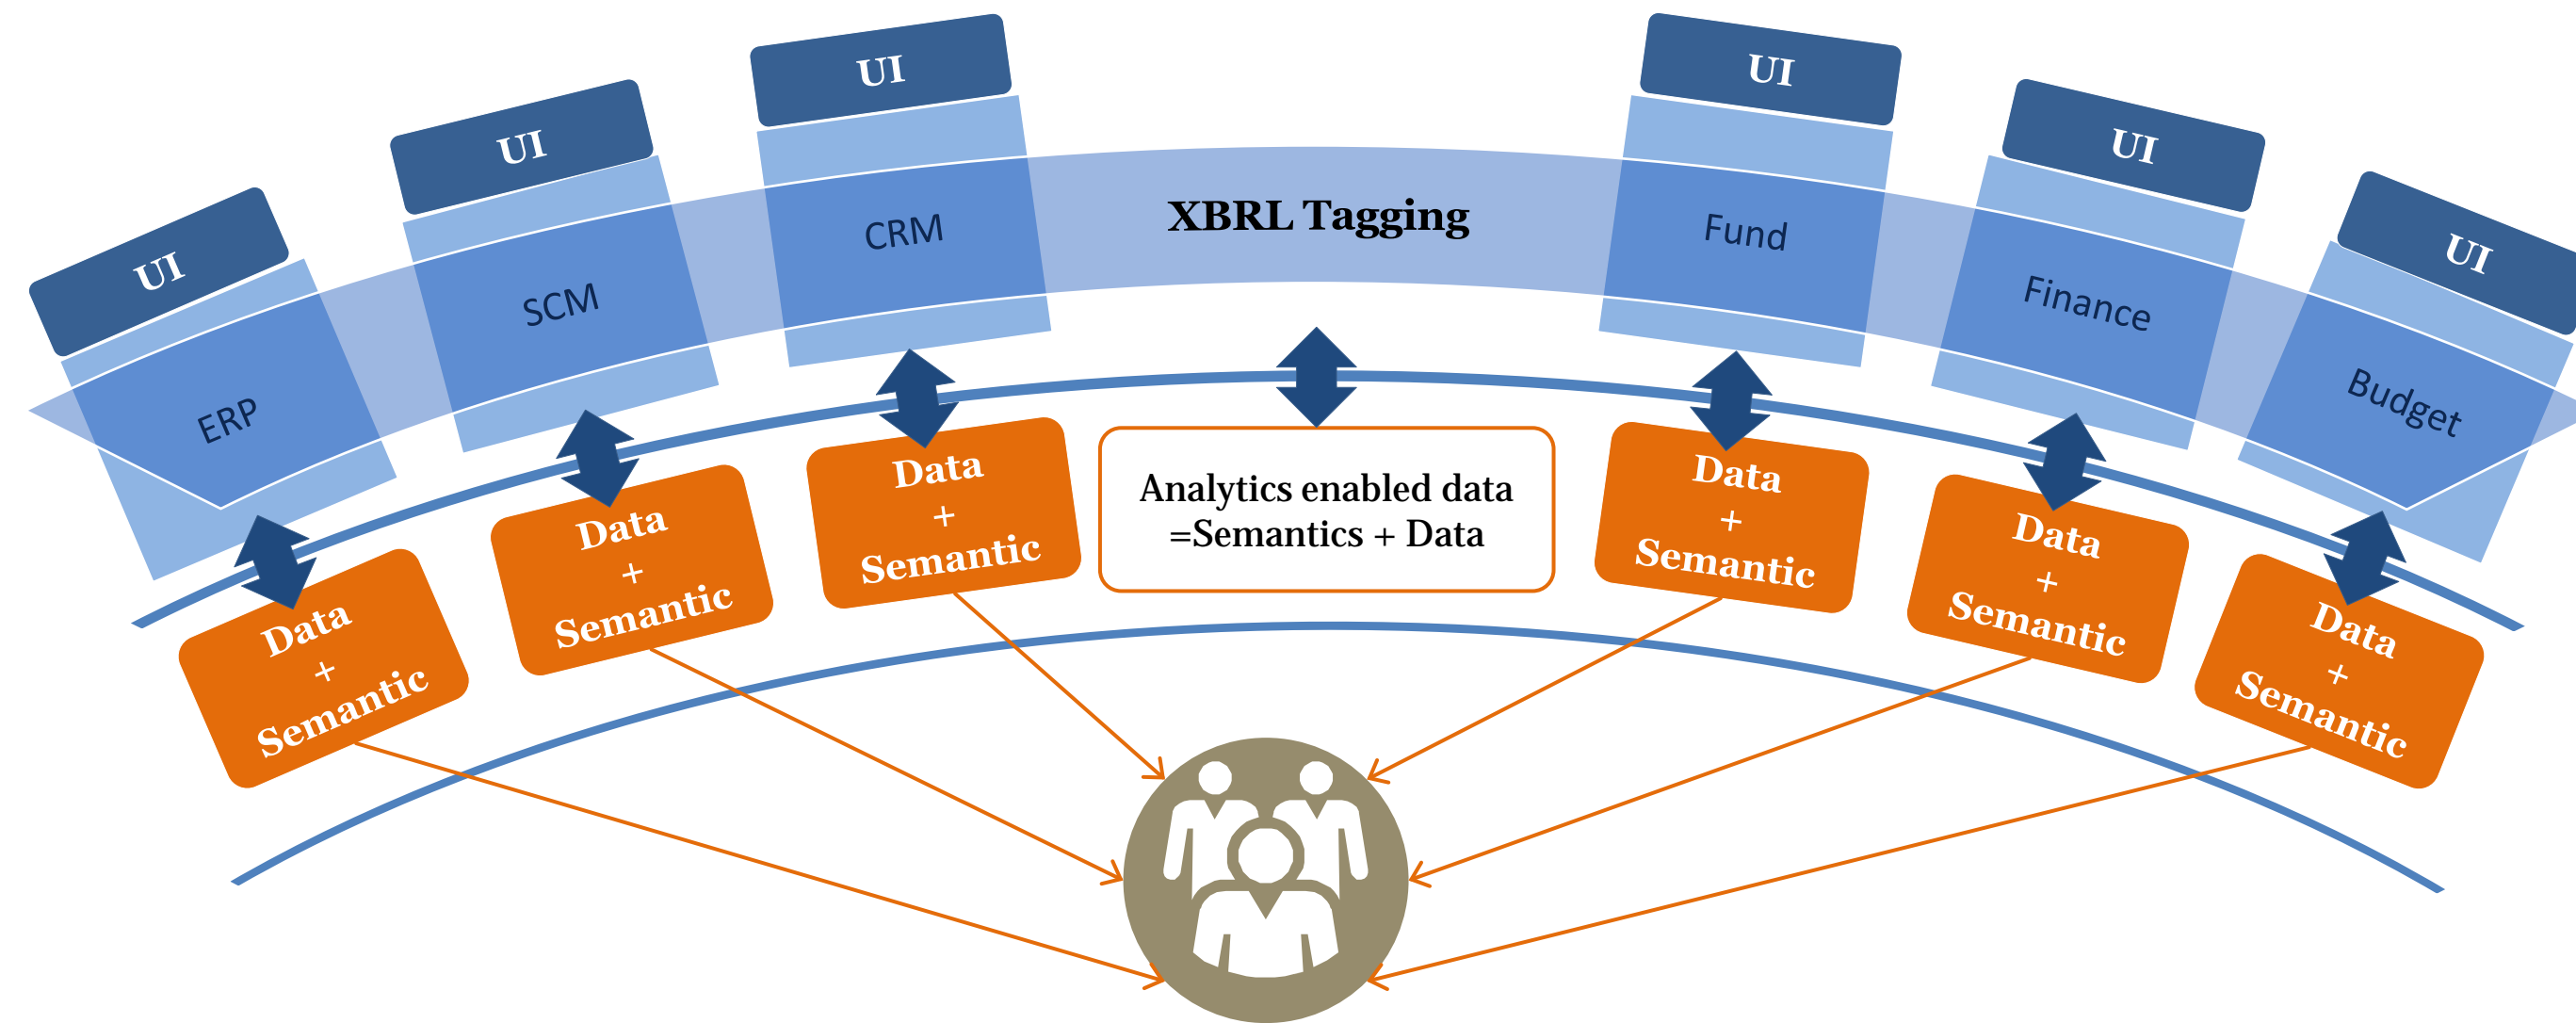 UI
UI
UI
UI
UI
UI
ERP
SCM
CRM
XBRL Tagging
Fund
Finance
Budget
Data
+
Semantic
Data
+
Semantic
Data
+
Semantic
Analytics enabled data
=Semantics + Data
Data
+
Semantic
Data
+
Semantic
Data
+
Semantic